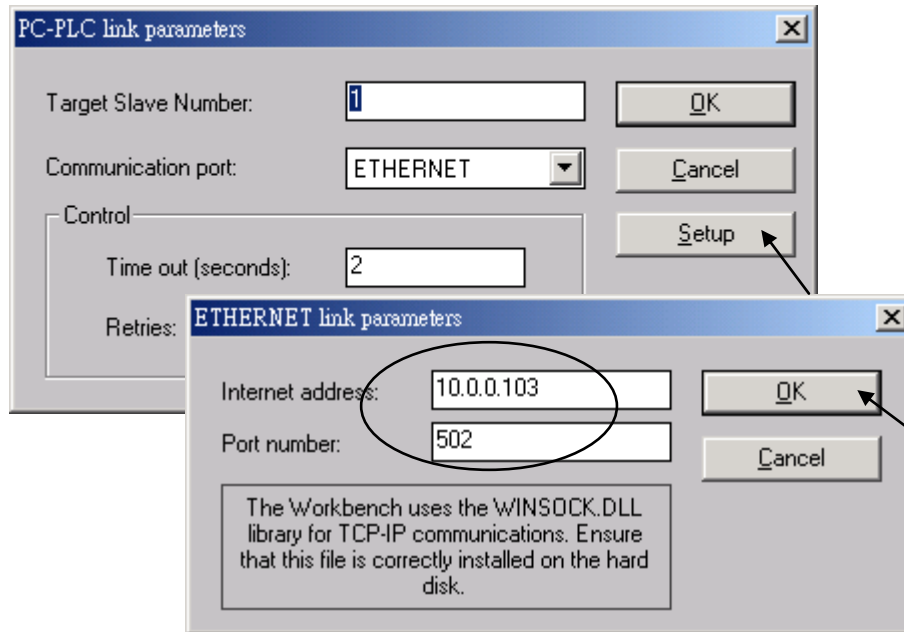 PC-PLC link parameters
Target Slave Number:
1
OK
Communication port:
ETHERNET
Cancel
Control
Setup
Time out (seconds):
2
Retries:
ETHERNET link parameters
Internet address:
10.0.0.103
OK
Port number:
502
Cancel
The Workbench uses the WINSOCK.DLL
library for TCP-IP communications. Ensure
that this file is correctly installed on the hard
disk.